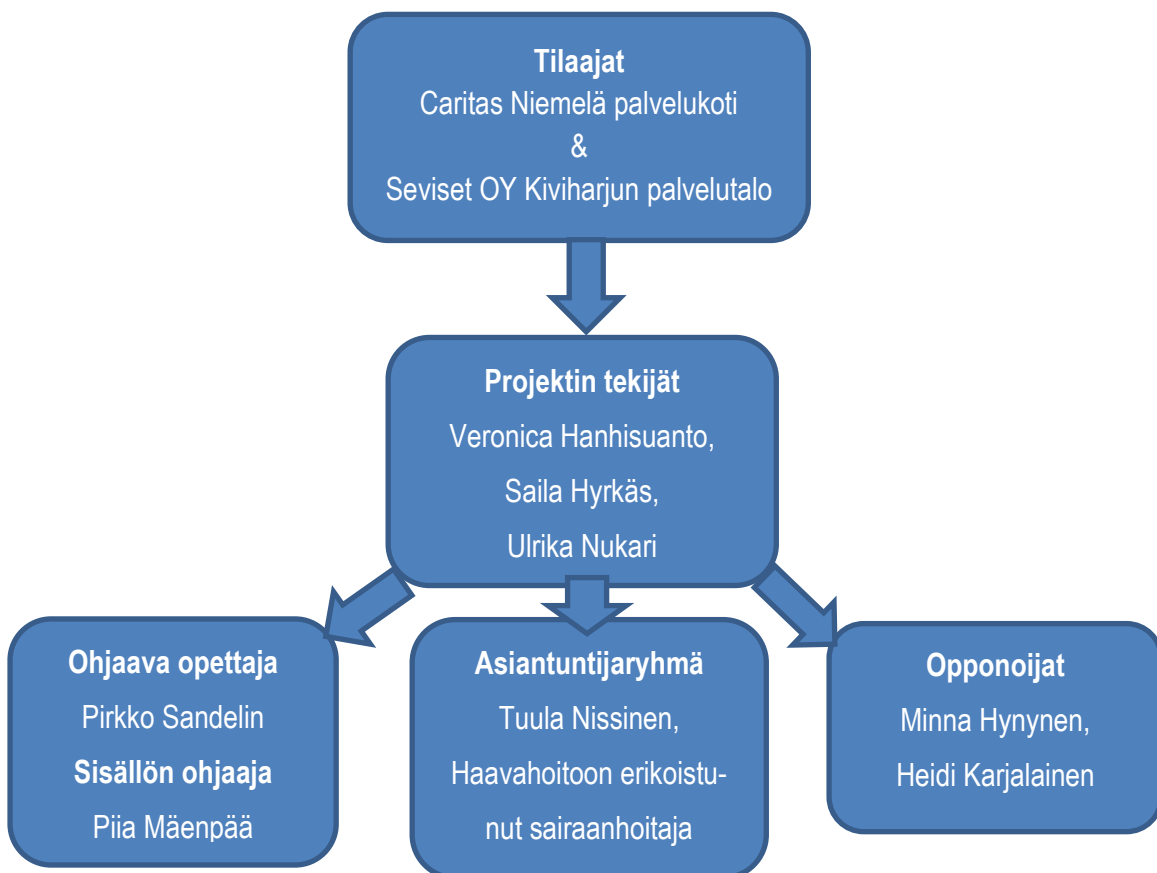 Tilaajat
Caritas Niemelä palvelukoti
&
Seviset OY Kiviharjun palvelutalo
Projektin tekijät
Veronica Hanhisuanto,
Saila Hyrkäs,
Ulrika Nukari
Ohjaava opettaja
Pirkko Sandelin
Sisällön ohjaaja
Piia Mäenpää
Asiantuntijaryhmä
Tuula Nissinen,
Haavahoitoon erikoistu-
nut sairaanhoitaja
Opponoijat
Minna Hynynen,
Heidi Karjalainen